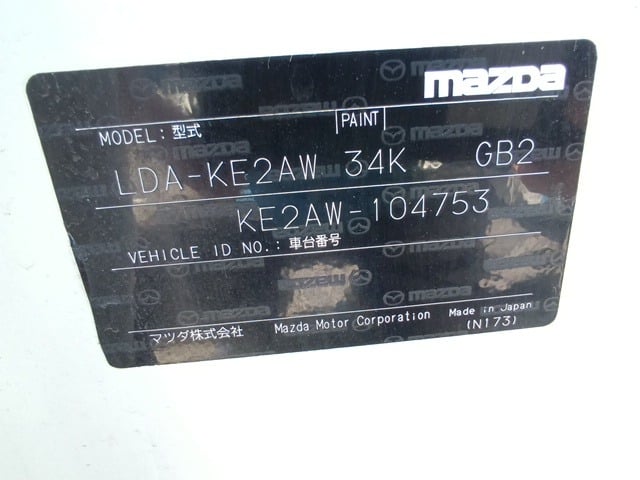 mazda
MODEL: 型式 PAINT
LDA-KE2AW 34K GB2
KE2AW-104753
VEHICLE ID NO.: 車台番号
マツダ株式会社 Mazda Motor Corporation Made in Japan
(N173)